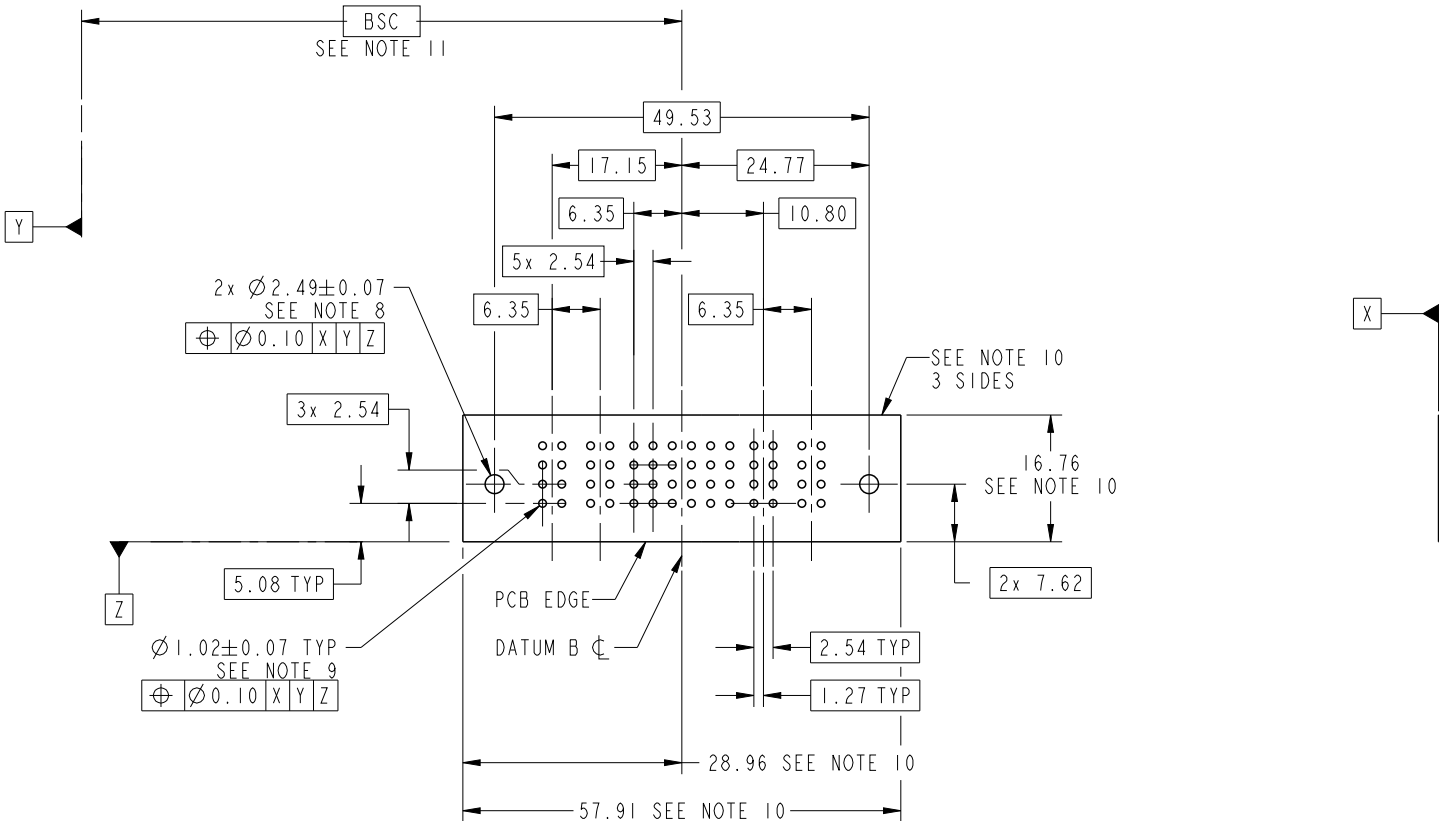 BSC
SEE NOTE 11
49.53
17.15
24.77
6.35
10.80
Y
5x 2.54
2x Ø2.49±0.07
SEE NOTE 8
⌖ Ø0.10 X Y Z
6.35
6.35
X
SEE NOTE 10
3 SIDES
3x 2.54
16.76
SEE NOTE 10
5.08 TYP
2x 7.62
Z
PCB EDGE
Ø1.02±0.07 TYP
SEE NOTE 9
⌖ Ø0.10 X Y Z
DATUM B ℄
2.54 TYP
1.27 TYP
28.96 SEE NOTE 10
57.91 SEE NOTE 10